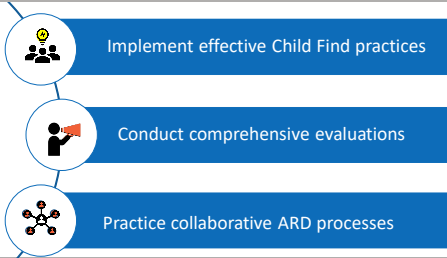 Implement effective Child Find practices
Conduct comprehensive evaluations
Practice collaborative ARD processes